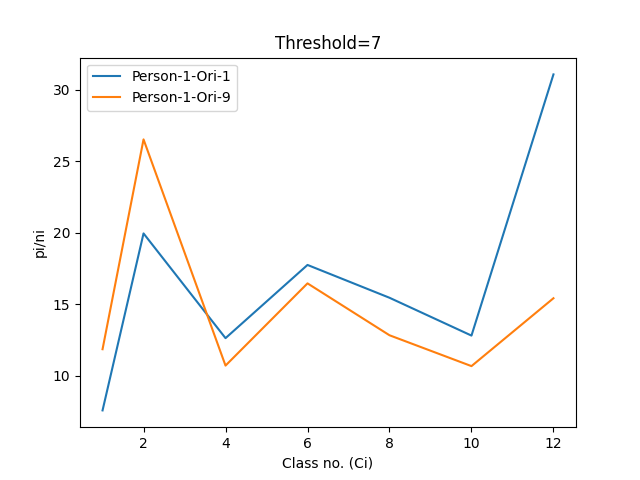 Threshold=7
Person-1-Ori-1
Person-1-Ori-9
pi/ni
30
25
20
15
10
2 4 6 8 10 12
Class no. (Ci)